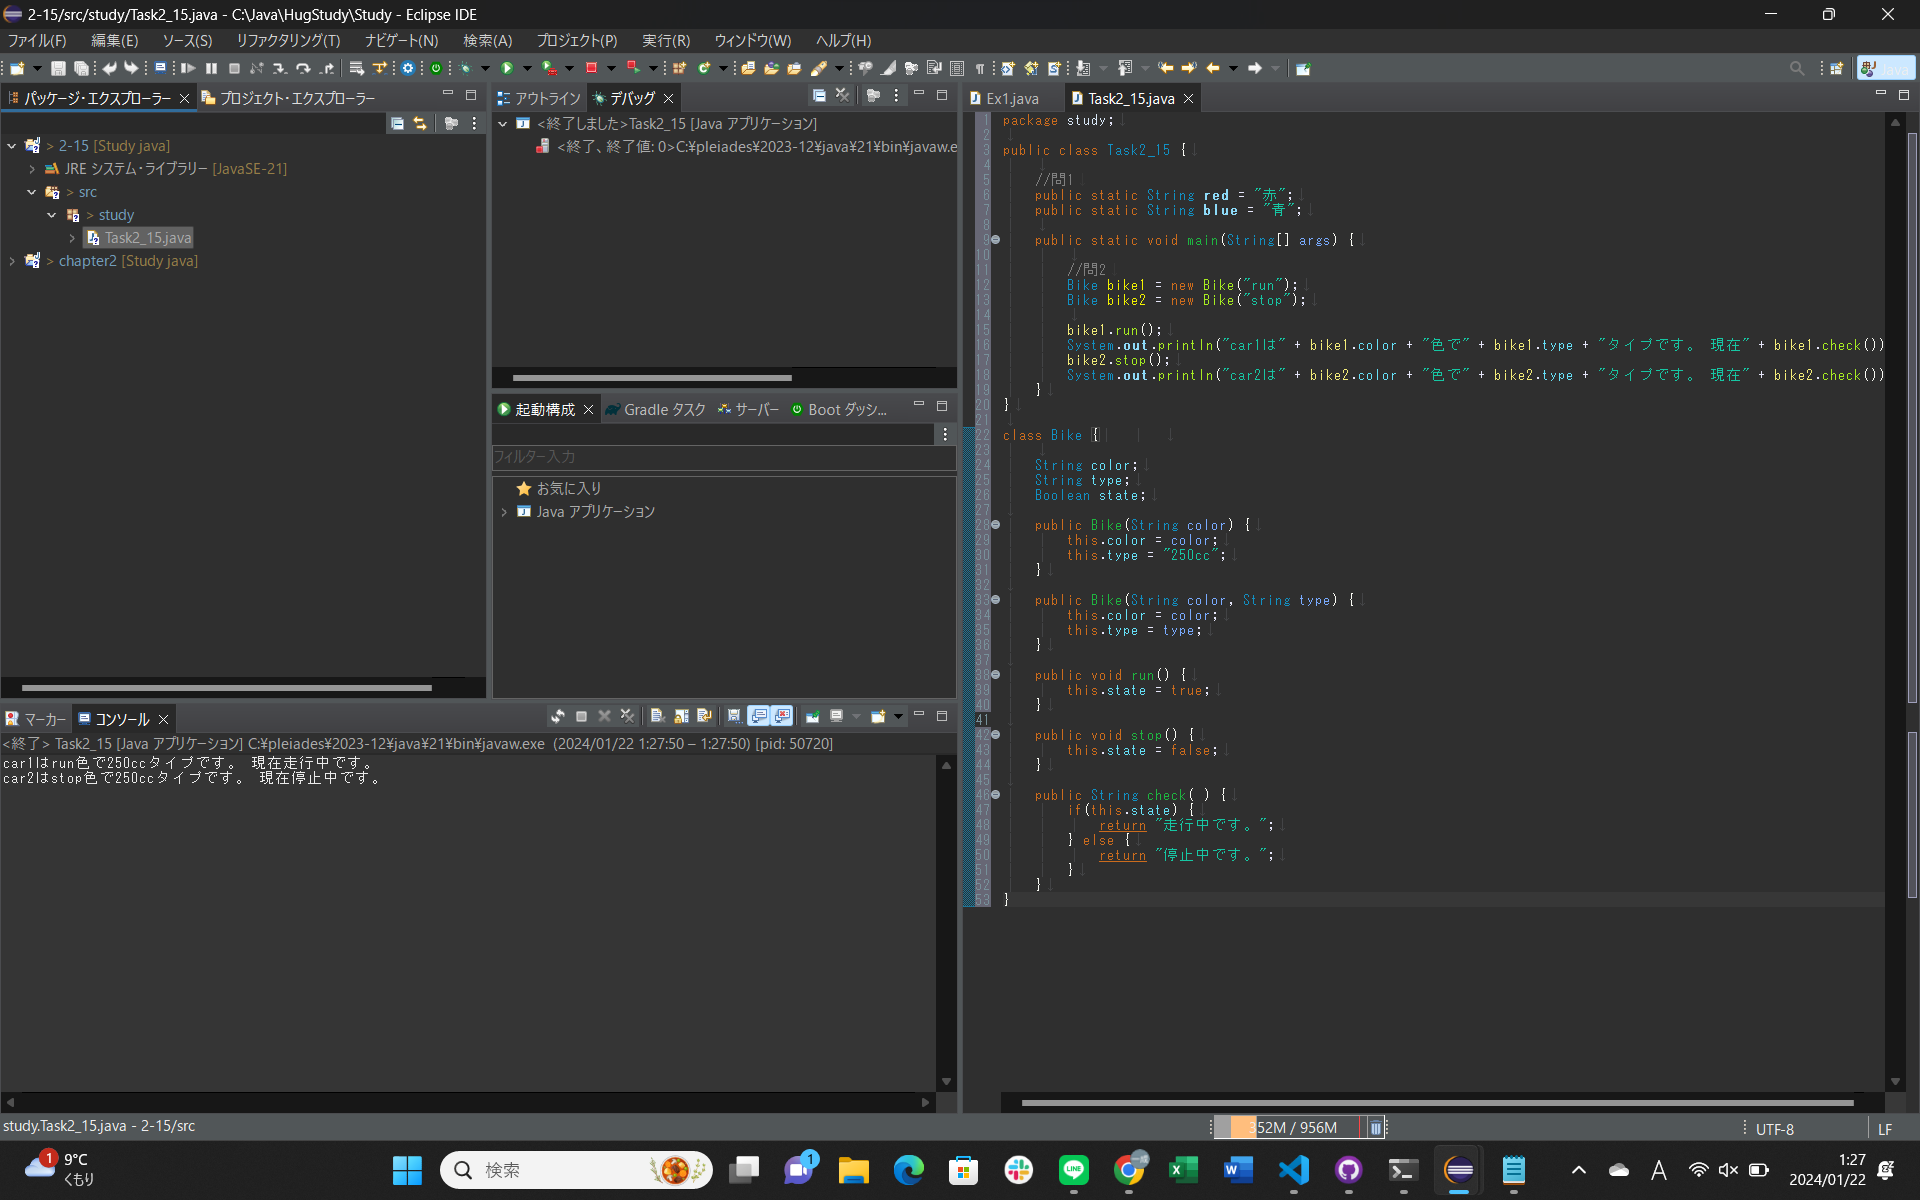 2-15/src/study/Task2_15.java - C:\Java\HugStudy\Study - Eclipse IDE
ファイル(F) 編集(E) ソース(S) リファクタリング(T) ナビゲート(N) 検索(A) プロジェクト(P) 実行(R) ウィンドウ(W) ヘルプ(H)
パッケージ・エクスプローラー プロジェクト・エクスプローラー
> 2-15 [Study java]
JRE システム・ライブラリー [JavaSE-21]
> src
> study
Task2_15.java
> chapter2 [Study java]
アウトライン デバッグ
<終了しました>Task2_15 [Java アプリケーション]
<終了、終了値: 0>C:¥pleiades¥2023-12¥java¥21¥bin¥javaw.e
起動構成 Gradle タスク サーバー Boot ダッシ...
フィルター入力
お気に入り
Java アプリケーション
Ex1.java Task2_15.java
1 package study;
2
3 public class Task2_15 {
4
5 //問1
6 public static String red = "赤";
7 public static String blue = "青";
8
9 public static void main(String[] args) {
10
11 //問2
12 Bike bike1 = new Bike("run");
13 Bike bike2 = new Bike("stop");
14
15 bike1.run();
16 System.out.println("car1は" + bike1.color + "色で" + bike1.type + "タイプです。 現在" + bike1.check())
17 bike2.stop();
18 System.out.println("car2は" + bike2.color + "色で" + bike2.type + "タイプです。 現在" + bike2.check())
19 }
20 }
21
22 class Bike {
23
24 String color;
25 String type;
26 Boolean state;
27
28 public Bike(String color) {
29 this.color = color;
30 this.type = "250cc";
31 }
32
33 public Bike(String color, String type) {
34 this.color = color;
35 this.type = type;
36 }
37
38 public void run() {
39 this.state = true;
40 }
41
42 public void stop() {
43 this.state = false;
44 }
45
46 public String check( ) {
47 if(this.state) {
48 return "走行中です。";
49 } else {
50 return "停止中です。";
51 }
52 }
53 }
マーカー コンソール
<終了> Task2_15 [Java アプリケーション] C:¥pleiades¥2023-12¥java¥21¥bin¥javaw.exe (2024/01/22 1:27:50 – 1:27:50) [pid: 50720]
car1はrun色で250ccタイプです。 現在走行中です。
car2はstop色で250ccタイプです。 現在停止中です。
study.Task2_15.java - 2-15/src
352M / 956M
UTF-8
LF
1
9°C
くもり
検索
1
LINE
A
1:27
2024/01/22